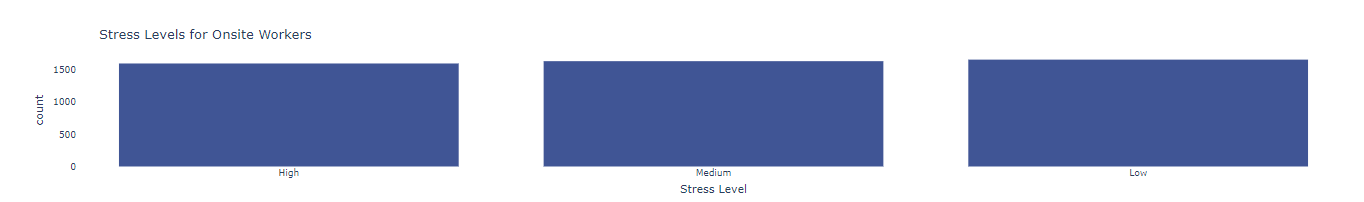 Stress Levels for Onsite Workers
1500
1000
500
0
count
High
Medium
Low
Stress Level